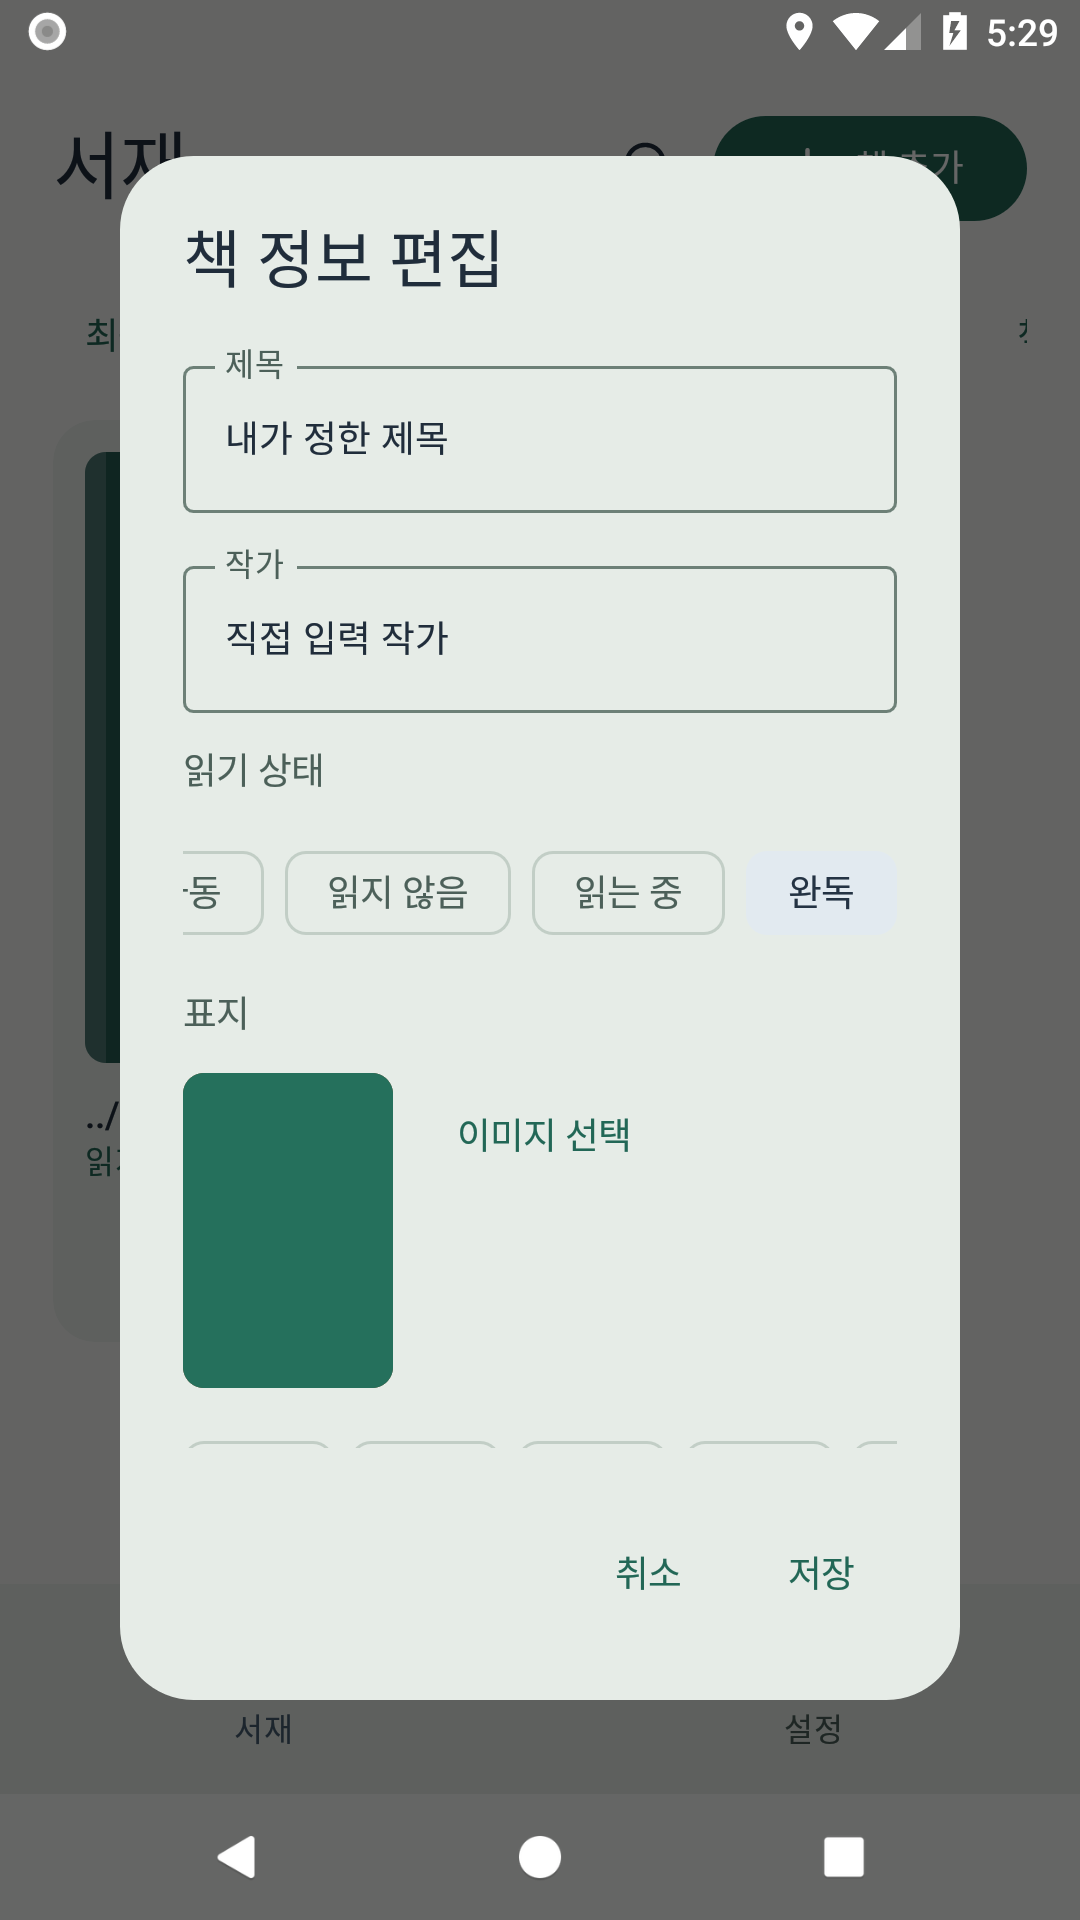 5:29
서재
책 정보 편집
제목
내가 정한 제목
작가
직접 입력 작가
읽기 상태
읽지 않음
읽는 중
완독
표지
이미지 선택
취소
저장
서재
설정